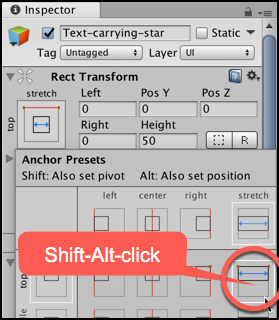 Inspector
Text-carrying-star
Static
Tag Untagged Layer UI
Rect Transform
stretch
Left Pos Y Pos Z
0 0 0
Right Height
0 50
R
top
Anchor Presets
Shift: Also set pivot Alt: Also set position
left center right stretch
Shift-Alt-click
top